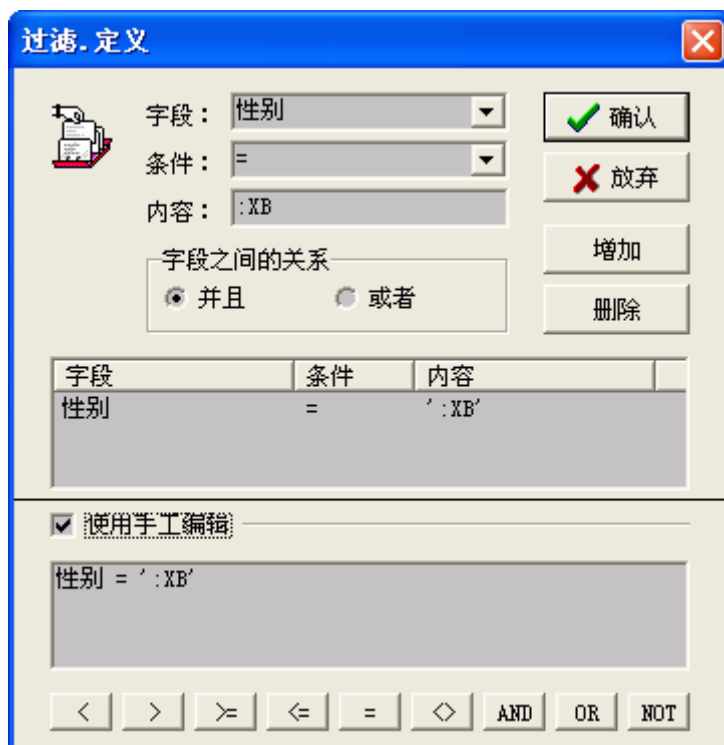 过滤.定义
字段： 性别
确认
条件： =
放弃
内容： :XB
字段之间的关系
并且 或者
增加
删除
字段 条件 内容
性别 = ':XB'
使用手工编辑
性别 = ':XB'
< > >= <= = <> AND OR NOT